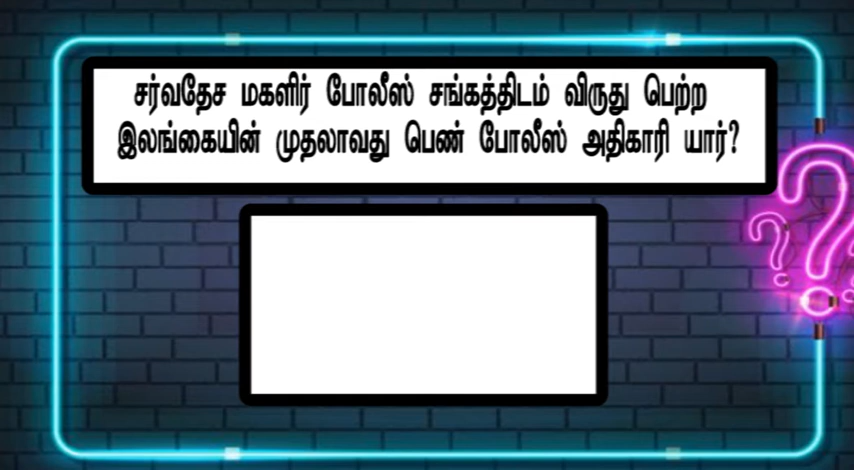 சர்வதேச மகளிர் போலீஸ் சங்கத்திடம் விருது பெற்ற
இலங்கையின் முதலாவது பெண் போலீஸ் அதிகாரி யார்?